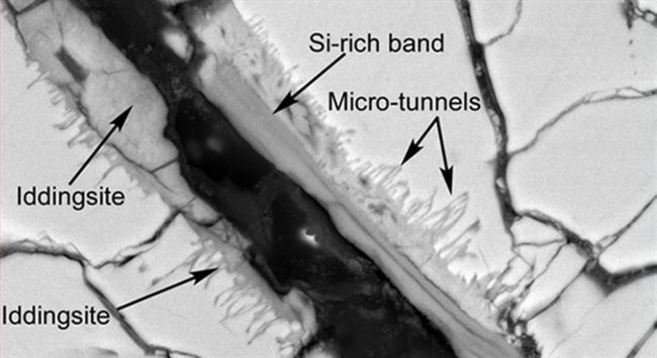 Si-rich band
Micro-tunnels
Iddingsite
Iddingsite